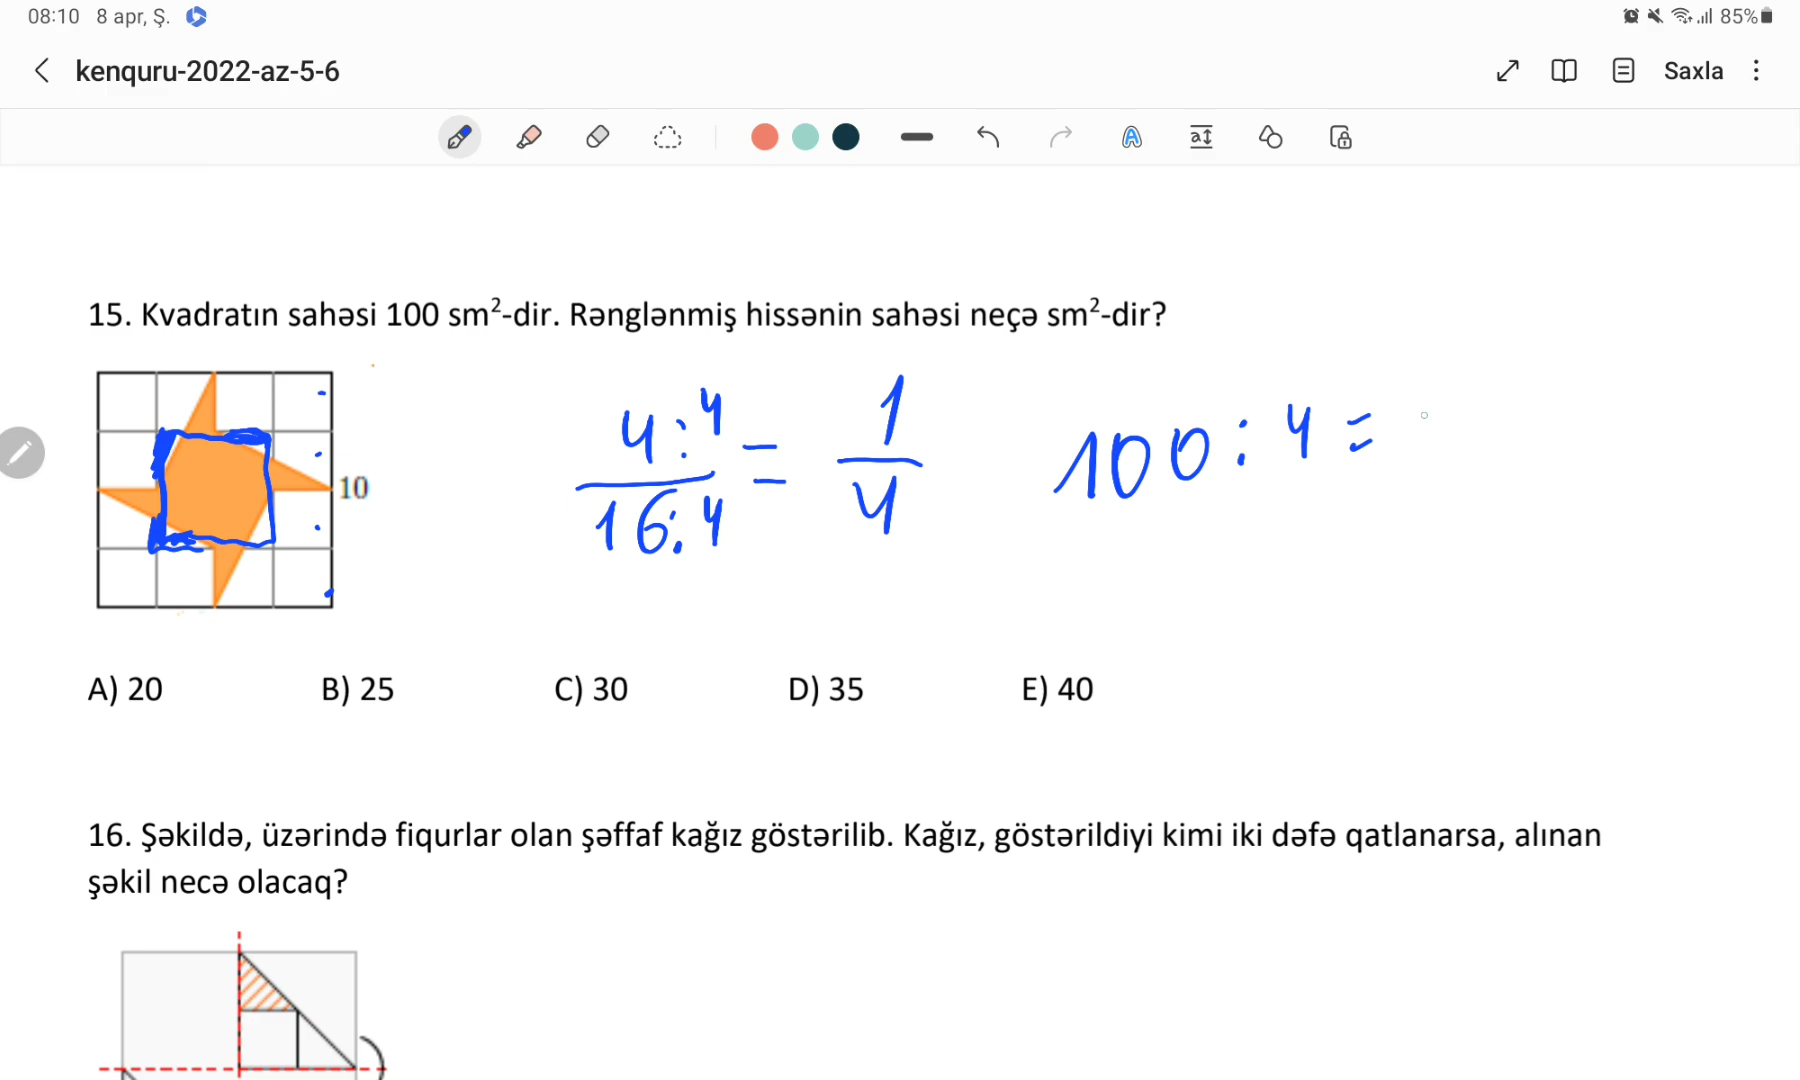 08:10 8 apr, Ş. 85%
kenquru-2022-az-5-6 Saxla
15. Kvadratın sahəsi 100 sm²-dir. Rənglənmiş hissənin sahəsi neçə sm²-dir?
10
4:4
16:4
=
1
4
100:4=
A) 20 B) 25 C) 30 D) 35 E) 40
16. Şəkildə, üzərində fiqurlar olan şəffaf kağız göstərilib. Kağız, göstərildiyi kimi iki dəfə qatlanarsa, alınan
şəkil necə olacaq?